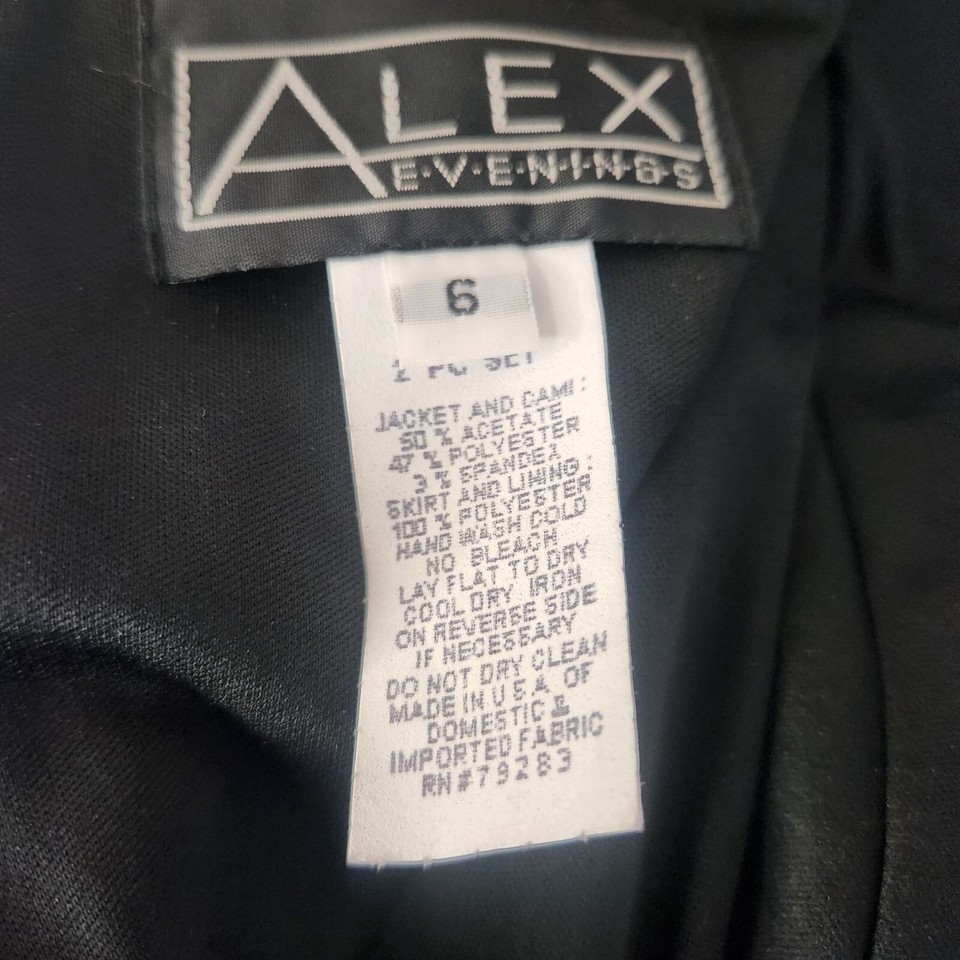 ALEX
E·V·E·N·I·N·G·S
6
2 PC SET
JACKET AND CAMI:
50 % ACETATE
47 % POLYESTER
3 % SPANDEX
SKIRT AND LINING:
100 % POLYESTER
HAND WASH COLD
NO BLEACH
LAY FLAT TO DRY
COOL DRY IRON
ON REVERSE SIDE
IF NECESSARY
DO NOT DRY CLEAN
MADE IN U.S.A. OF
DOMESTIC &
IMPORTED FABRIC
RN#79283